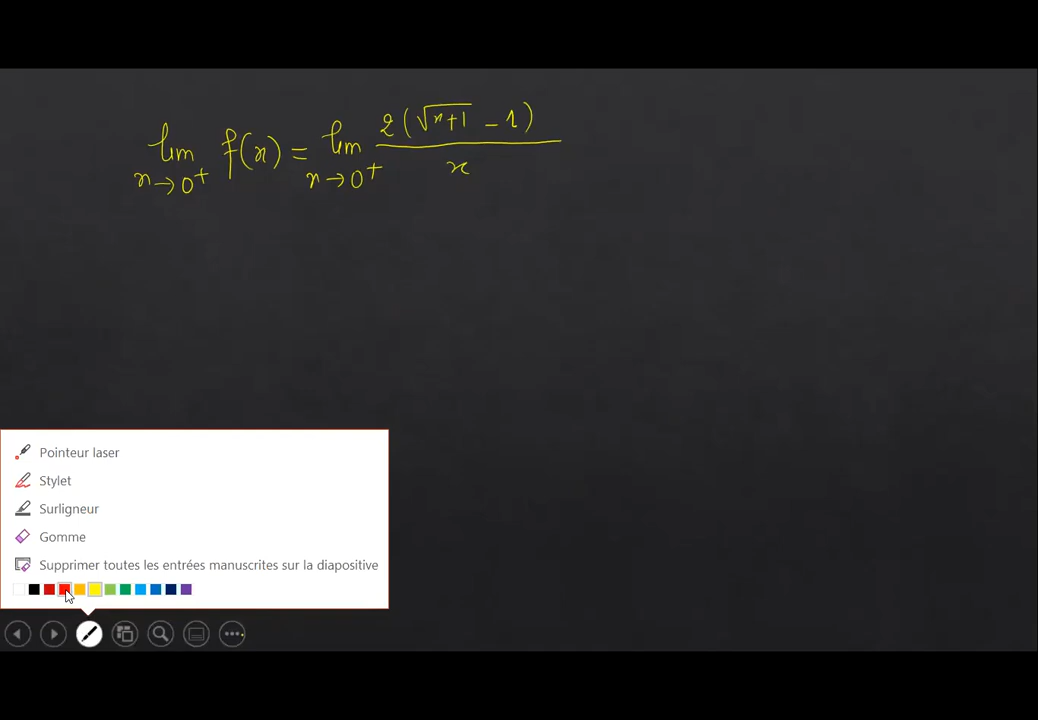 lim f(x) = lim 2(√x+1 - 1)
x→0⁺ x→0⁺ x
Pointeur laser
Stylet
Surligneur
Gomme
Supprimer toutes les entrées manuscrites sur la diapositive